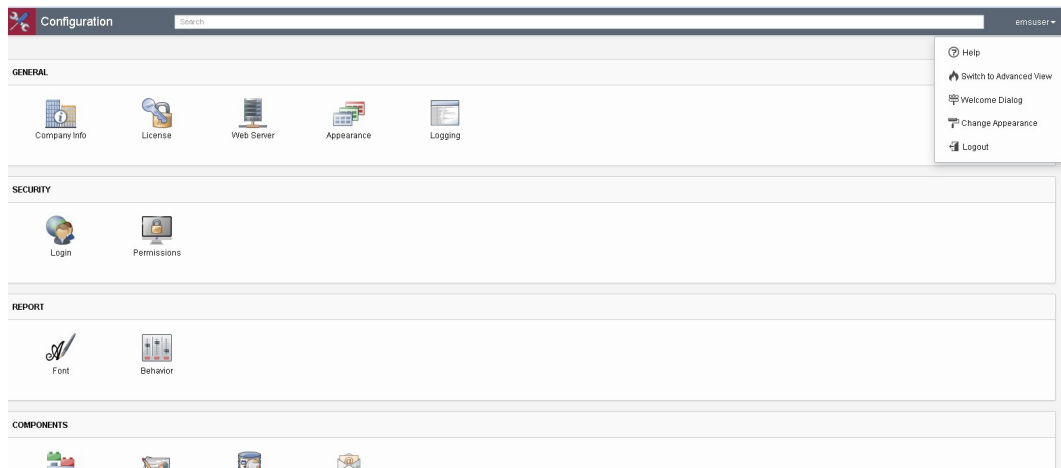 Configuration
Search
emsuser
Help
Switch to Advanced View
Welcome Dialog
Change Appearance
Logout
GENERAL
Company Info
License
Web Server
Appearance
Logging
SECURITY
Login
Permissions
REPORT
Font
Behavior
COMPONENTS